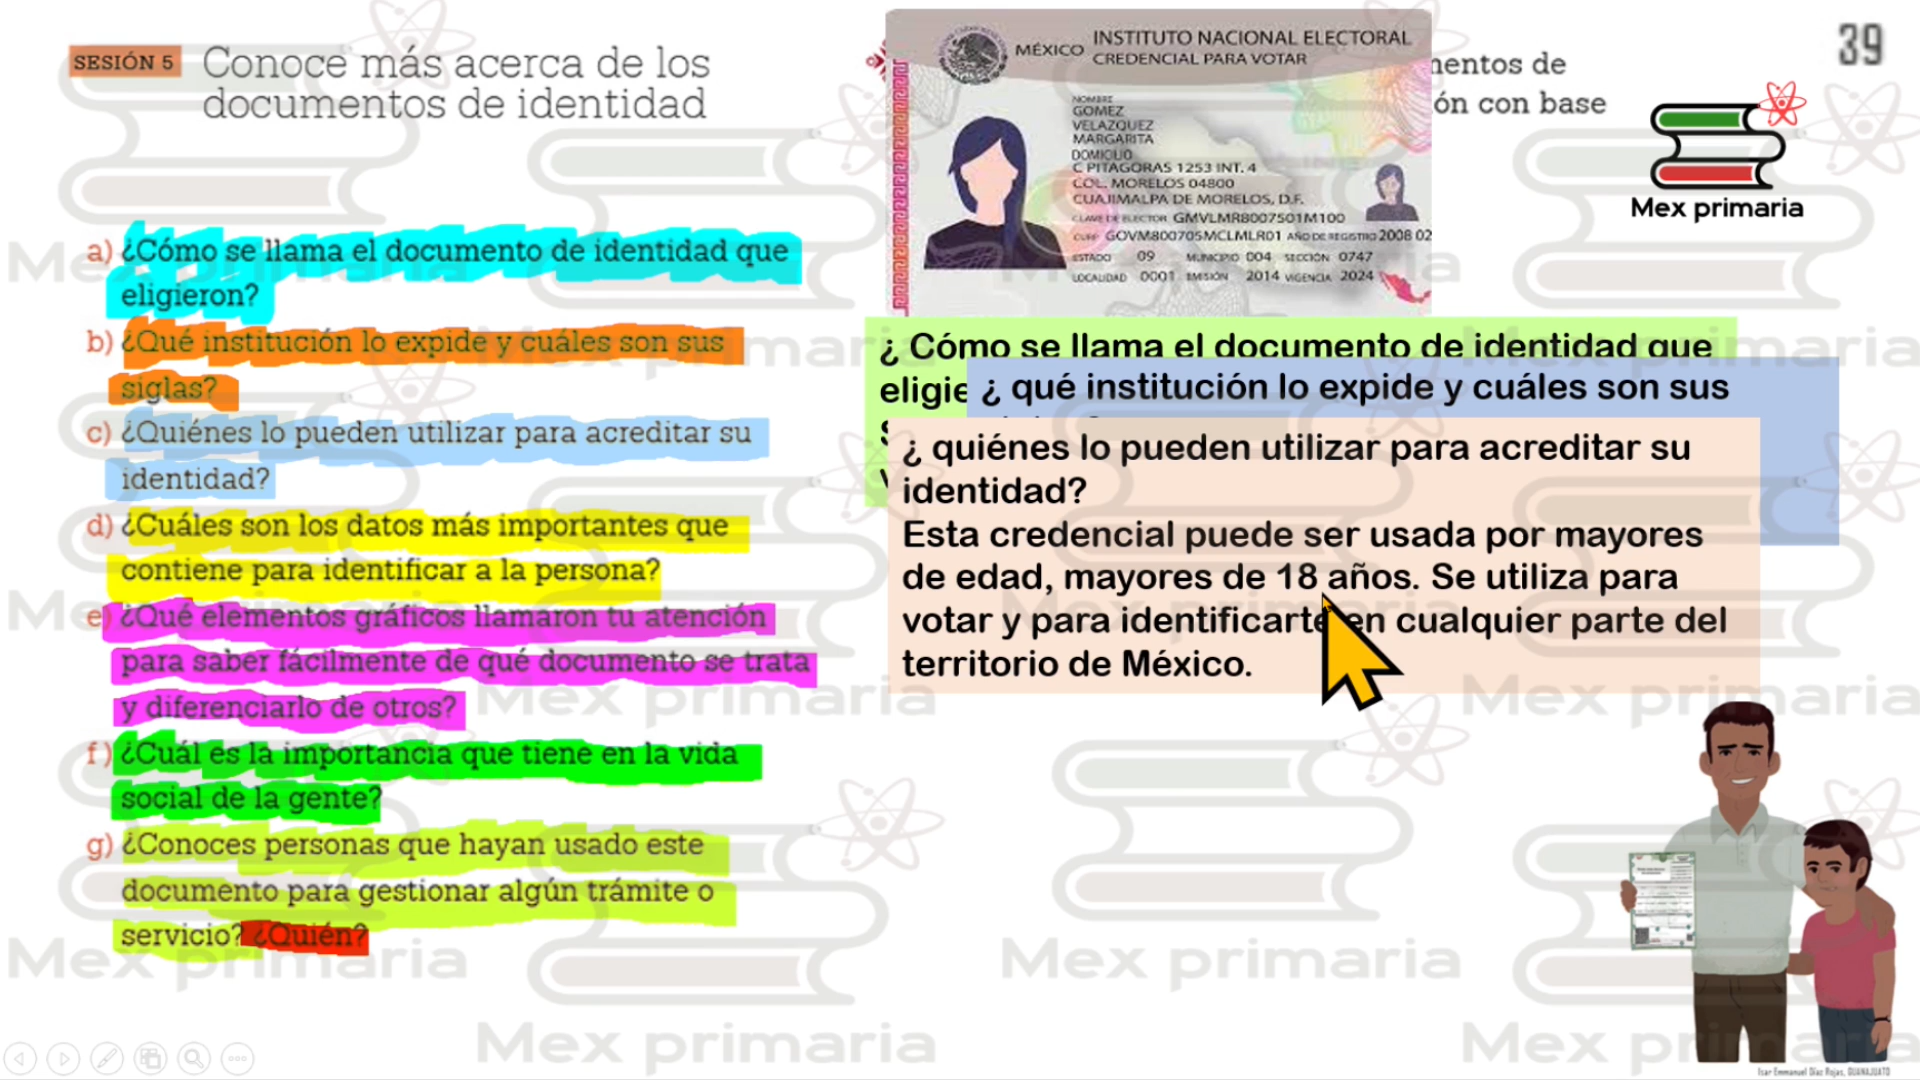 SESIÓN 5
Conoce más acerca de los
documentos de identidad
a) ¿Cómo se llama el documento de identidad que
eligieron?
b) ¿Qué institución lo expide y cuáles son sus
siglas?
c) ¿Quiénes lo pueden utilizar para acreditar su
identidad?
d) ¿Cuáles son los datos más importantes que
contiene para identificar a la persona?
e) ¿Qué elementos gráficos llamaron tu atención
para saber fácilmente de qué documento se trata
y diferenciarlo de otros?
f) ¿Cuál es la importancia que tiene en la vida
social de la gente?
g) ¿Conoces personas que hayan usado este
documento para gestionar algún trámite o
servicio? ¿Quién?
MÉXICO
INSTITUTO NACIONAL ELECTORAL
CREDENCIAL PARA VOTAR
NOMBRE
GOMEZ
VELAZQUEZ
MARGARITA
DOMICILIO
C PITAGORAS 1253 INT. 4
COL. MORELOS 04800
CUAJIMALPA DE MORELOS, D.F.
CLAVE DE ELECTOR GMVLMR8007501M100
CURP GOVM800705MCLMLR01 AÑO DE REGISTRO 2008 02
ESTADO 09 MUNICIPIO 004 SECCIÓN 0747
LOCALIDAD 0001 EMISIÓN 2014 VIGENCIA 2024
de
ón con base
39
Mex primaria
¿ Cómo se llama el documento de identidad que
eligie
¿ qué institución lo expide y cuáles son sus
¿ quiénes lo pueden utilizar para acreditar su
identidad?
Esta credencial puede ser usada por mayores
de edad, mayores de 18 años. Se utiliza para
votar y para identificarte en cualquier parte del
territorio de México.
Isar Emmanuel Díaz Rojas, GUANAJUATO